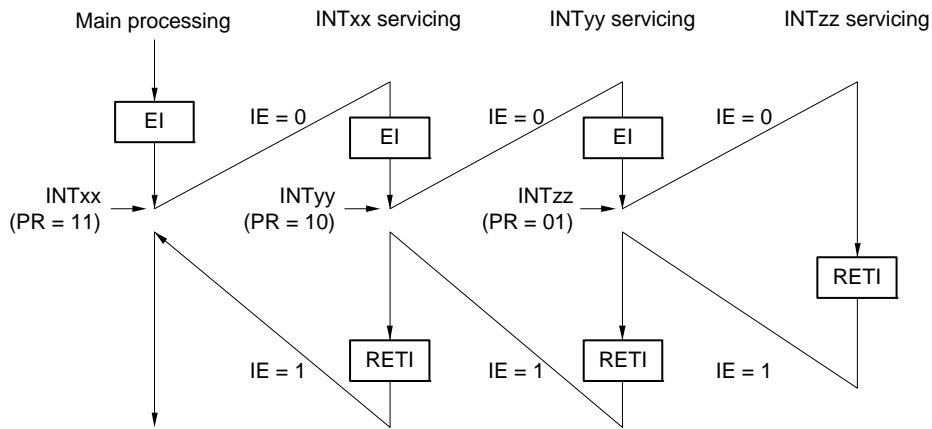 Main processing
INTxx servicing
INTyy servicing
INTzz servicing
EI
IE = 0
EI
IE = 0
EI
IE = 0
INTxx
(PR = 11)
INTyy
(PR = 10)
INTzz
(PR = 01)
RETI
IE = 1
RETI
IE = 1
RETI
IE = 1